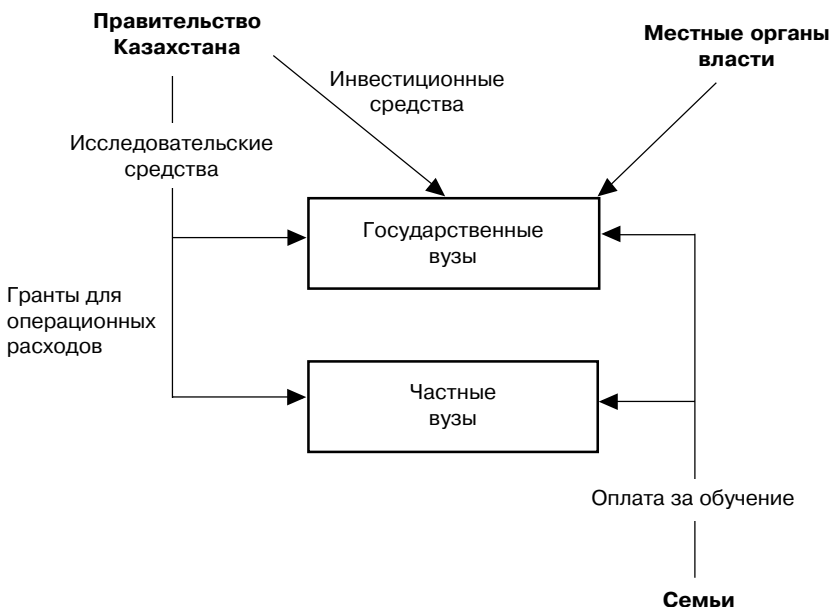 Правительство
Казахстана
Местные органы
власти
Инвестиционные
средства
Исследовательские
средства
Государственные
вузы
Гранты для
операционных
расходов
Частные
вузы
Оплата за обучение
Семьи